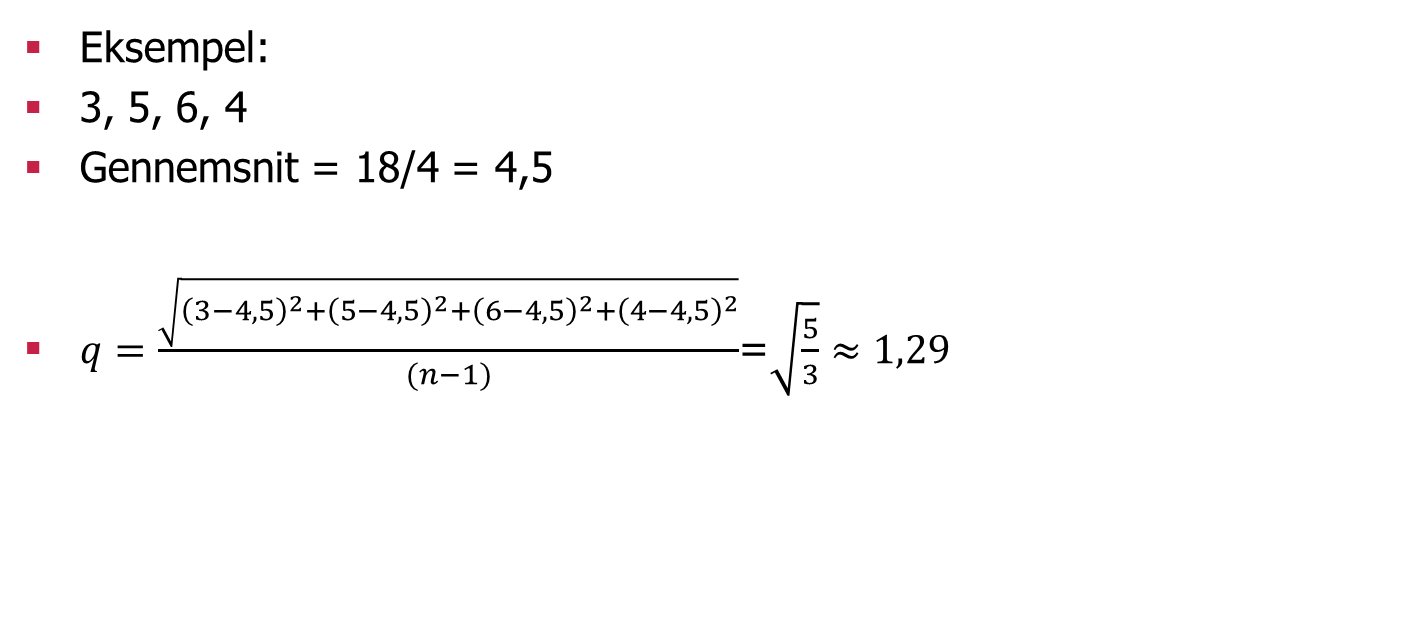 ▪ Eksempel:
▪ 3, 5, 6, 4
▪ Gennemsnit = 18/4 = 4,5
▪ q = √((3−4,5)²+(5−4,5)²+(6−4,5)²+(4−4,5)²)/(n−1) = √(5/3) ≈ 1,29